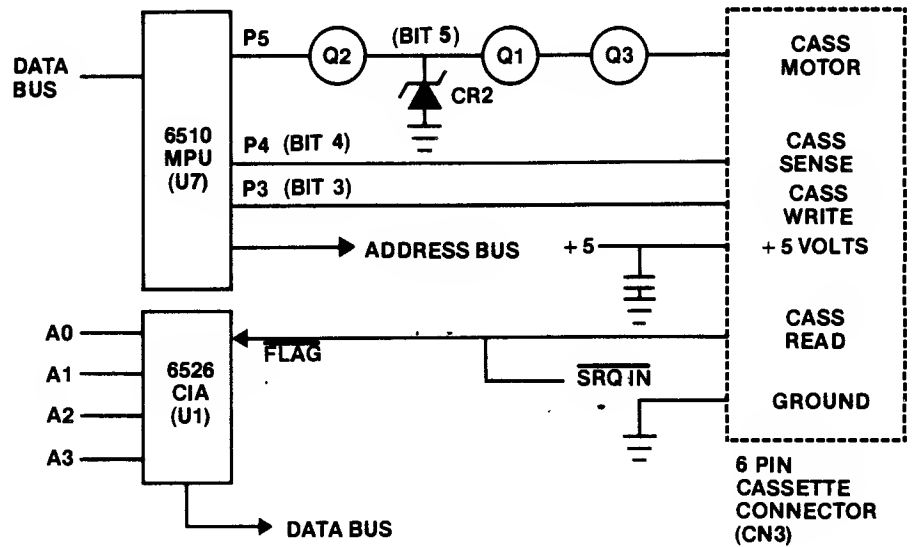 DATA
BUS
6510
MPU
(U7)
P5
Q2
(BIT 5)
CR2
Q1
Q3
CASS
MOTOR
P4 (BIT 4)
CASS
SENSE
P3 (BIT 3)
CASS
WRITE
ADDRESS BUS
+ 5
+ 5 VOLTS
A0
A1
A2
A3
6526
CIA
(U1)
FLAG
SRQ IN
CASS
READ
GROUND
DATA BUS
6 PIN
CASSETTE
CONNECTOR
(CN3)